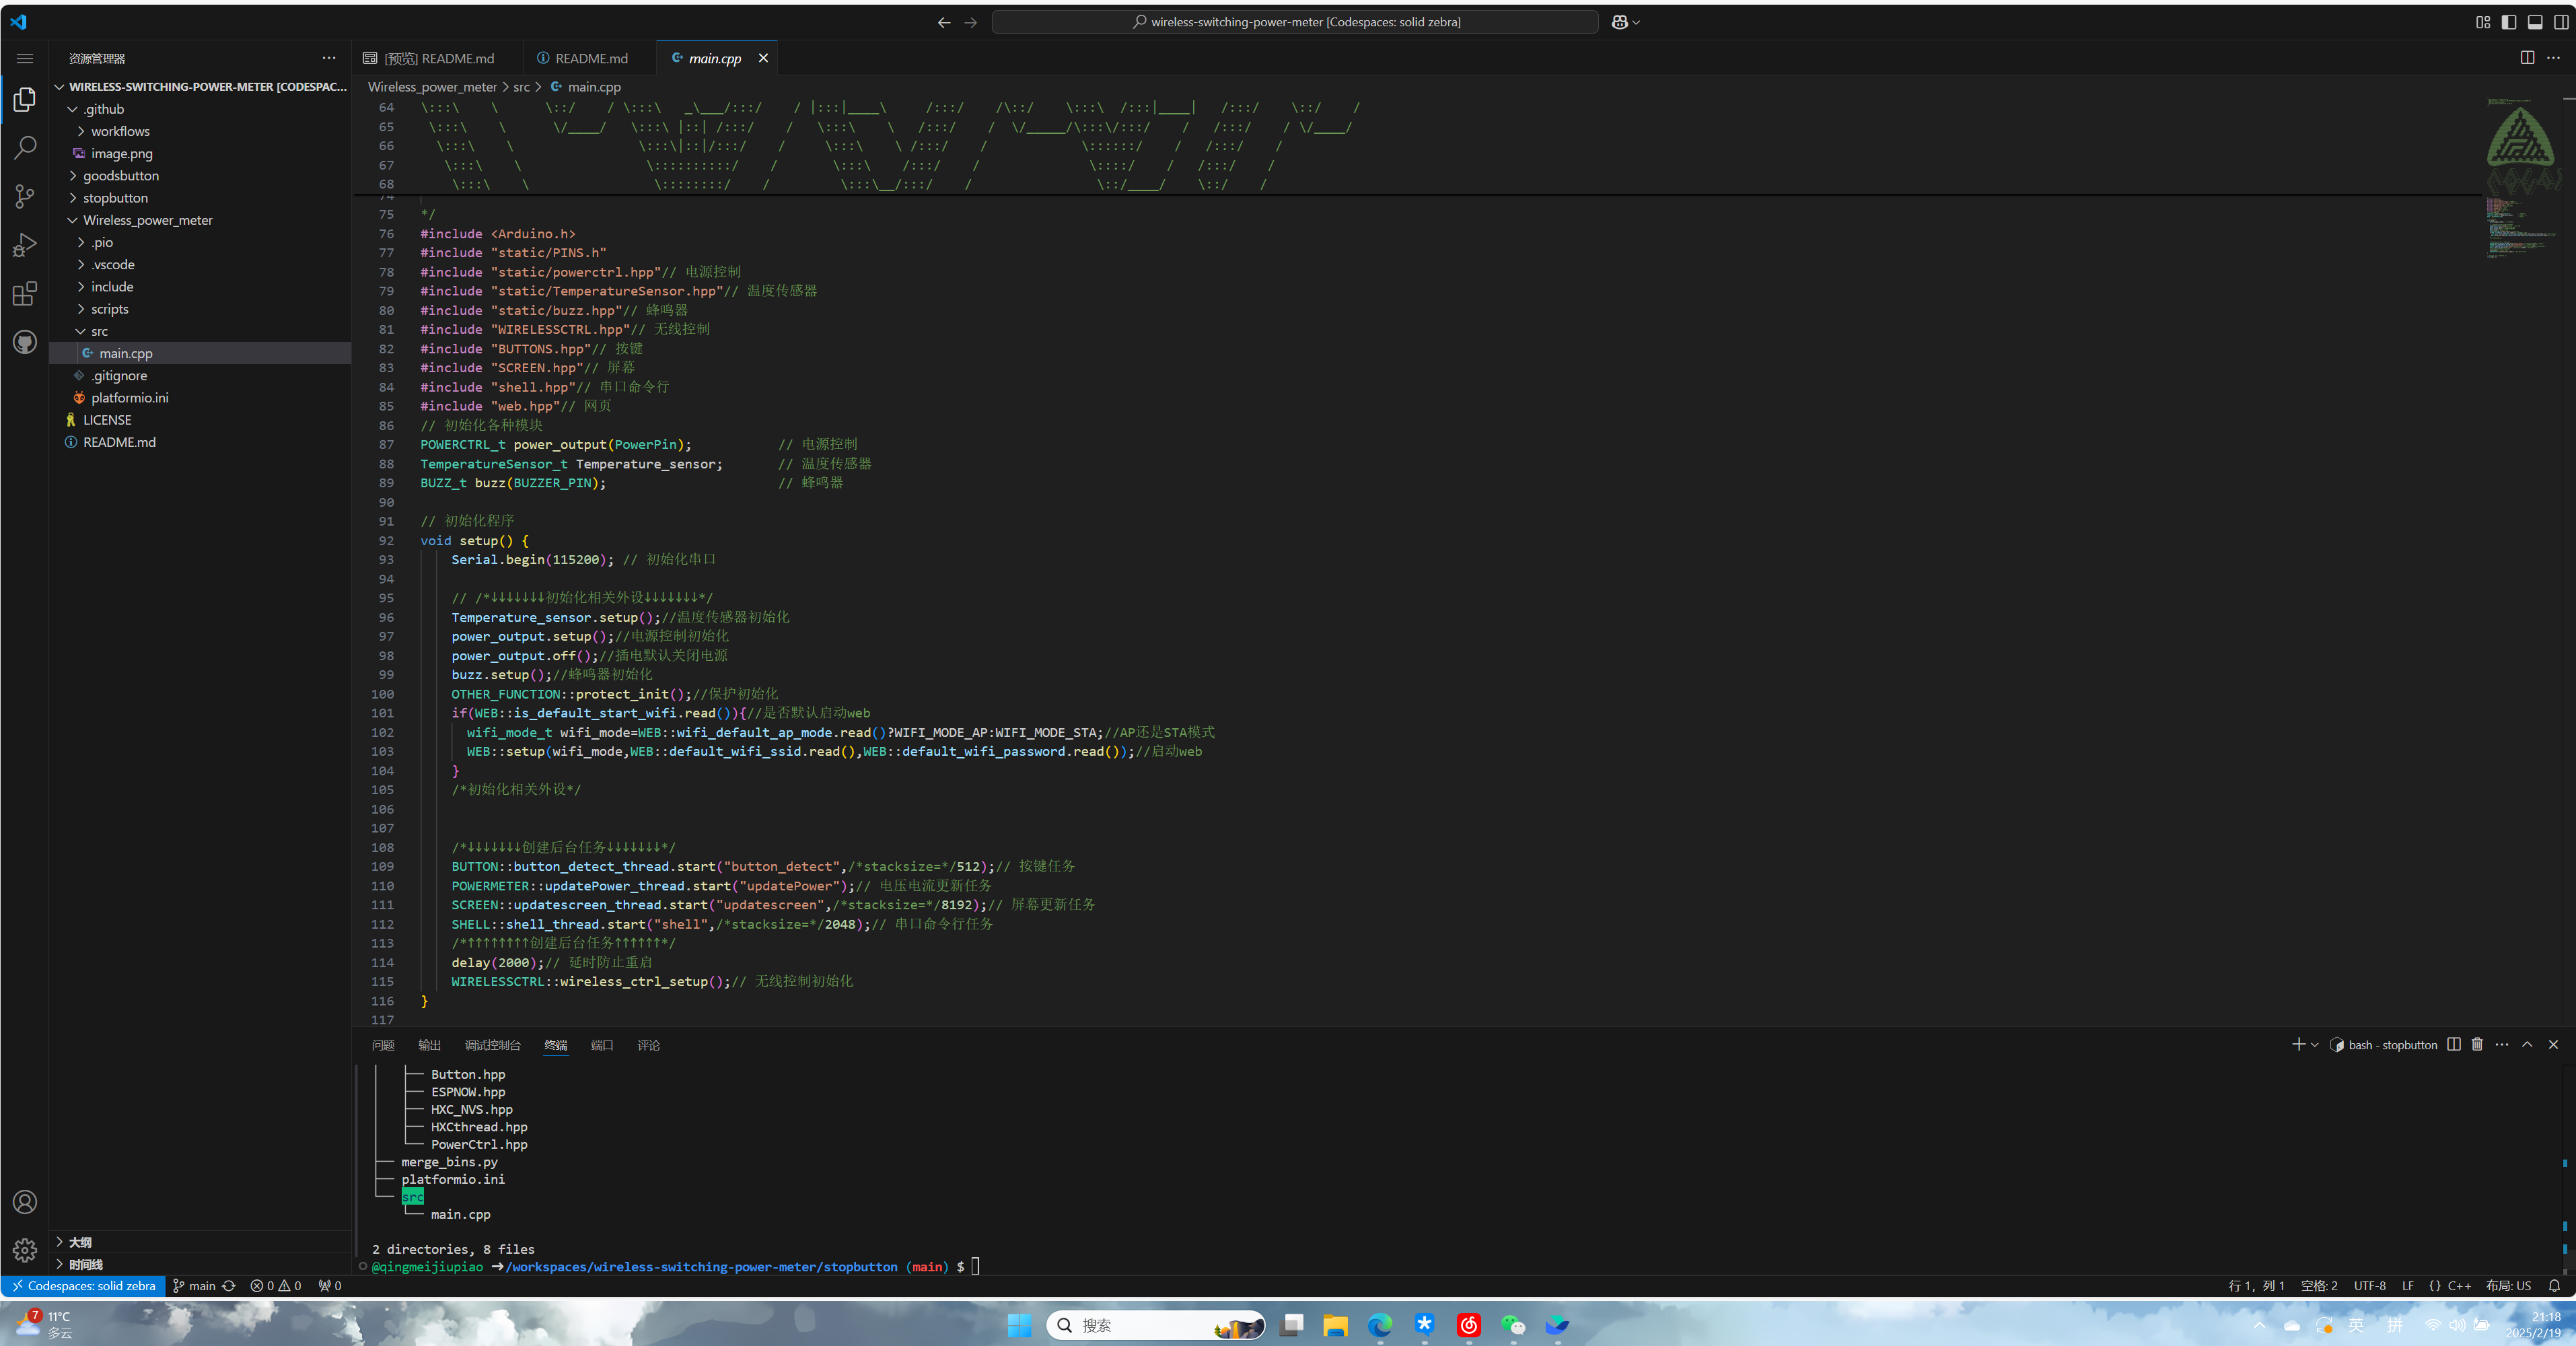 wireless-switching-power-meter [Codespaces: solid zebra]
资源管理器
[预览] README.md
README.md
main.cpp
WIRELESS-SWITCHING-POWER-METER [CODESPAC...
.github
workflows
image.png
goodsbutton
stopbutton
Wireless_power_meter
.pio
.vscode
include
scripts
src
main.cpp
.gitignore
platformio.ini
LICENSE
README.md
大纲
时间线
Wireless_power_meter > src > main.cpp
64
65
66
67
68
74
75 */
76 #include <Arduino.h>
77 #include "static/PINS.h"
78 #include "static/powerctrl.hpp"// 电源控制
79 #include "static/TemperatureSensor.hpp"// 温度传感器
80 #include "static/buzz.hpp"// 蜂鸣器
81 #include "WIRELESSCTRL.hpp"// 无线控制
82 #include "BUTTONS.hpp"// 按键
83 #include "SCREEN.hpp"// 屏幕
84 #include "shell.hpp"// 串口命令行
85 #include "web.hpp"// 网页
86 // 初始化各种模块
87 POWERCTRL_t power_output(PowerPin); // 电源控制
88 TemperatureSensor_t Temperature_sensor; // 温度传感器
89 BUZZ_t buzz(BUZZER_PIN); // 蜂鸣器
90
91 // 初始化程序
92 void setup() {
93 Serial.begin(115200); // 初始化串口
94
95 // /*↓↓↓↓↓↓↓初始化相关外设↓↓↓↓↓↓↓*/
96 Temperature_sensor.setup();//温度传感器初始化
97 power_output.setup();//电源控制初始化
98 power_output.off();//插电默认关闭电源
99 buzz.setup();//蜂鸣器初始化
100 OTHER_FUNCTION::protect_init();//保护初始化
101 if(WEB::is_default_start_wifi.read()){//是否默认启动web
102 wifi_mode_t wifi_mode=WEB::wifi_default_ap_mode.read()?WIFI_MODE_AP:WIFI_MODE_STA;//AP还是STA模式
103 WEB::setup(wifi_mode,WEB::default_wifi_ssid.read(),WEB::default_wifi_password.read());//启动web
104 }
105 /*初始化相关外设*/
106
107
108 /*↓↓↓↓↓↓↓创建后台任务↓↓↓↓↓↓↓*/
109 BUTTON::button_detect_thread.start("button_detect",/*stacksize=*/512);// 按键任务
110 POWERMETER::updatePower_thread.start("updatePower");// 电压电流更新任务
111 SCREEN::updatescreen_thread.start("updatescreen",/*stacksize=*/8192);// 屏幕更新任务
112 SHELL::shell_thread.start("shell",/*stacksize=*/2048);// 串口命令行任务
113 /*↑↑↑↑↑↑↑↑创建后台任务↑↑↑↑↑↑*/
114 delay(2000);// 延时防止重启
115 WIRELESSCTRL::wireless_ctrl_setup();// 无线控制初始化
116 }
117
问题 输出 调试控制台 终端 端口 评论
bash - stopbutton
├── Button.hpp
├── ESPNOW.hpp
├── HXC_NVS.hpp
├── HXCthread.hpp
└── PowerCtrl.hpp
├── merge_bins.py
├── platformio.ini
└── src
└── main.cpp
2 directories, 8 files
@qingmeijiupiao →/workspaces/wireless-switching-power-meter/stopbutton (main) $
Codespaces: solid zebra main 0 0 0
行 1，列 1 空格: 2 UTF-8 LF {} C++ 布局: US
7
11°C
多云
搜索
英
拼
21:18
2025/2/19